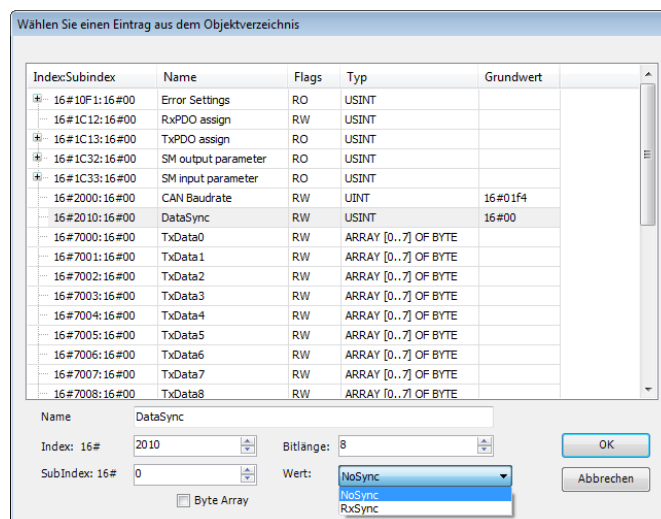 Wählen Sie einen Eintrag aus dem Objektverzeichnis
Index:Subindex Name Flags Typ Grundwert
16#10F1:16#00 Error Settings RO USINT
16#1C12:16#00 RxPDO assign RW USINT
16#1C13:16#00 TxPDO assign RO USINT
16#1C32:16#00 SM output parameter RO USINT
16#1C33:16#00 SM input parameter RO USINT
16#2000:16#00 CAN Baudrate RW UINT 16#01f4
16#2010:16#00 DataSync RW USINT 16#00
16#7000:16#00 TxData0 RW ARRAY [0..7] OF BYTE
16#7001:16#00 TxData1 RW ARRAY [0..7] OF BYTE
16#7002:16#00 TxData2 RW ARRAY [0..7] OF BYTE
16#7003:16#00 TxData3 RW ARRAY [0..7] OF BYTE
16#7004:16#00 TxData4 RW ARRAY [0..7] OF BYTE
16#7005:16#00 TxData5 RW ARRAY [0..7] OF BYTE
16#7006:16#00 TxData6 RW ARRAY [0..7] OF BYTE
16#7007:16#00 TxData7 RW ARRAY [0..7] OF BYTE
16#7008:16#00 TxData8 RW ARRAY [0..7] OF BYTE
Name DataSync
Index: 16# 2010 Bitlänge: 8 OK
SubIndex: 16# 0 Wert: NoSync Abbrechen
NoSync
Byte Array RxSync